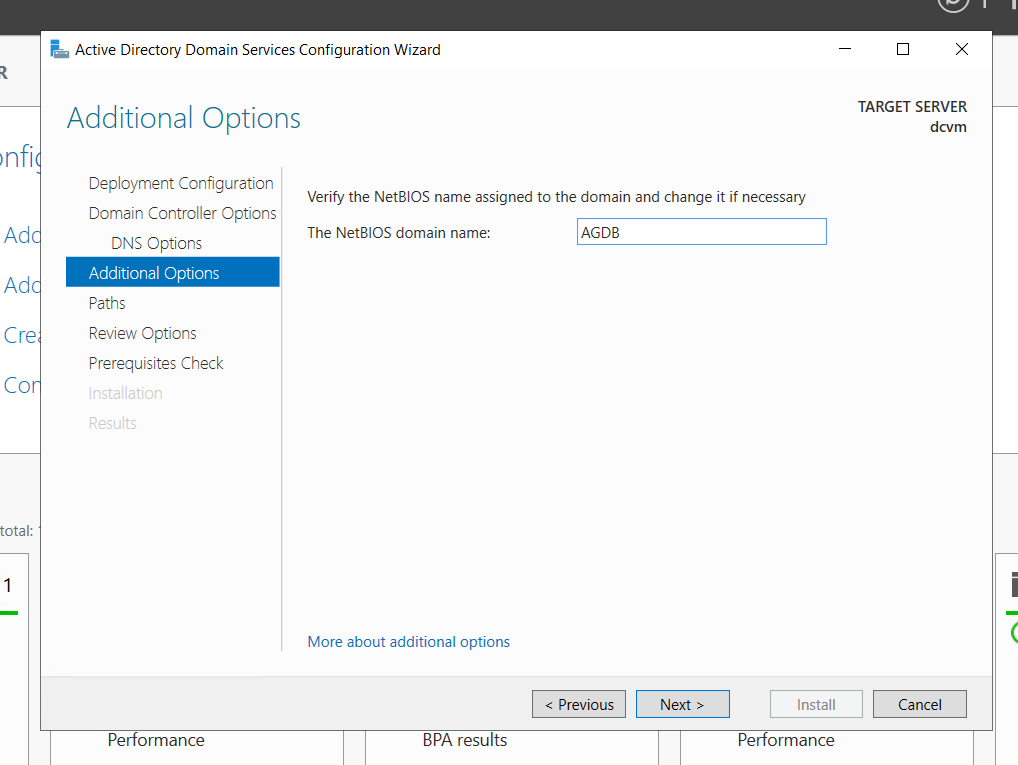 Active Directory Domain Services Configuration Wizard
R
Additional Options
TARGET SERVER
dcvm
Deployment Configuration
Domain Controller Options
DNS Options
Additional Options
Paths
Review Options
Prerequisites Check
Installation
Results
Verify the NetBIOS name assigned to the domain and change it if necessary
The NetBIOS domain name: AGDB
More about additional options
< Previous Next > Install Cancel
onfig
Add
Add
Crea
Con
total: 1
1
Performance BPA results Performance